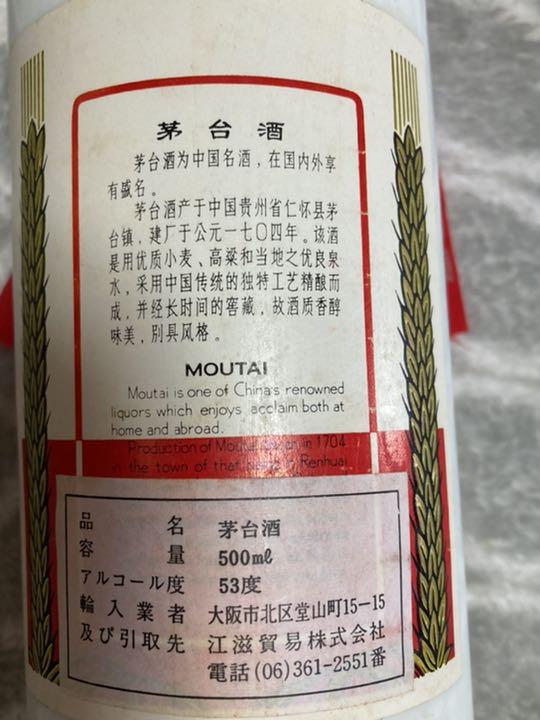 茅台酒
茅台酒为中国名酒，在国内外享
有盛名。
茅台酒产于中国贵州省仁怀县茅
台镇，建厂于公元一七〇四年。该酒
是用优质小麦、高粱和当地之优良泉
水，采用中国传统的独特工艺精酿而
成，并经长时间的窖藏，故酒质香醇
味美，别具风格。
MOUTAI
Moutai is one of China's renowned
liquors which enjoys acclaim both at
home and abroad.
Production of Moutai began in 1704
in the town of that name in Renhuai
品名 茅台酒
容量 500mℓ
アルコール度 53度
輸入業者 大阪市北区堂山町15-15
及び引取先 江滋貿易株式会社
電話(06)361-2551番